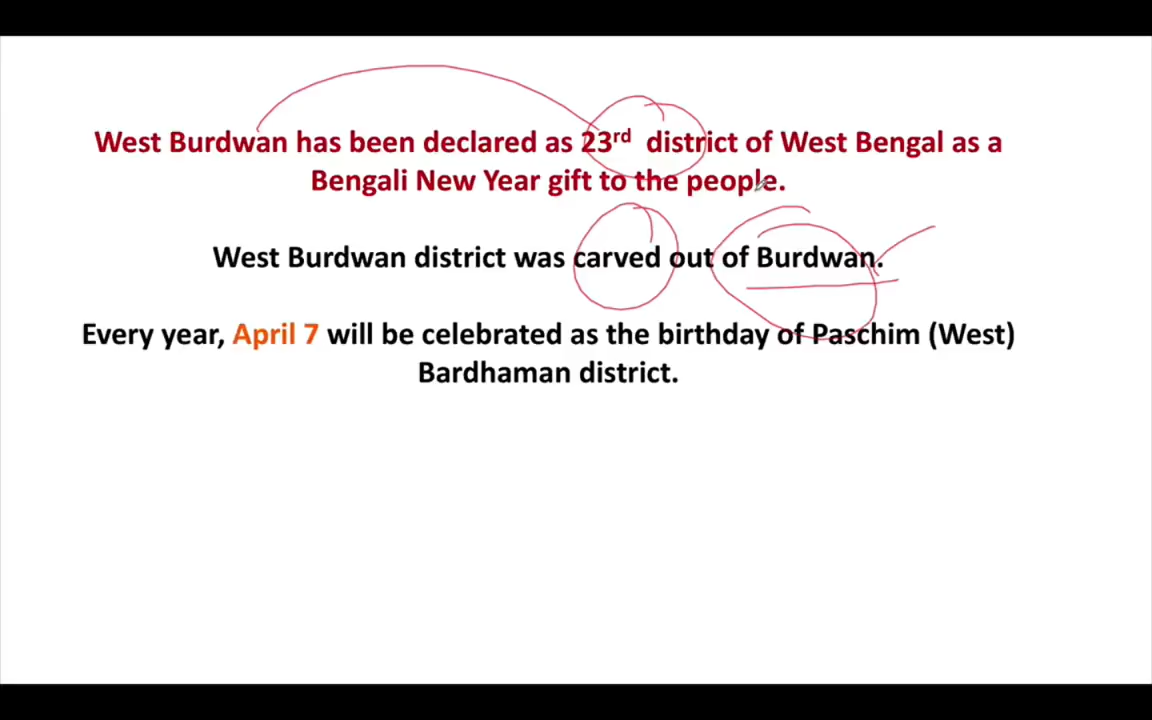 West Burdwan has been declared as 23rd district of West Bengal as a
Bengali New Year gift to the people.
West Burdwan district was carved out of Burdwan.
Every year, April 7 will be celebrated as the birthday of Paschim (West)
Bardhaman district.